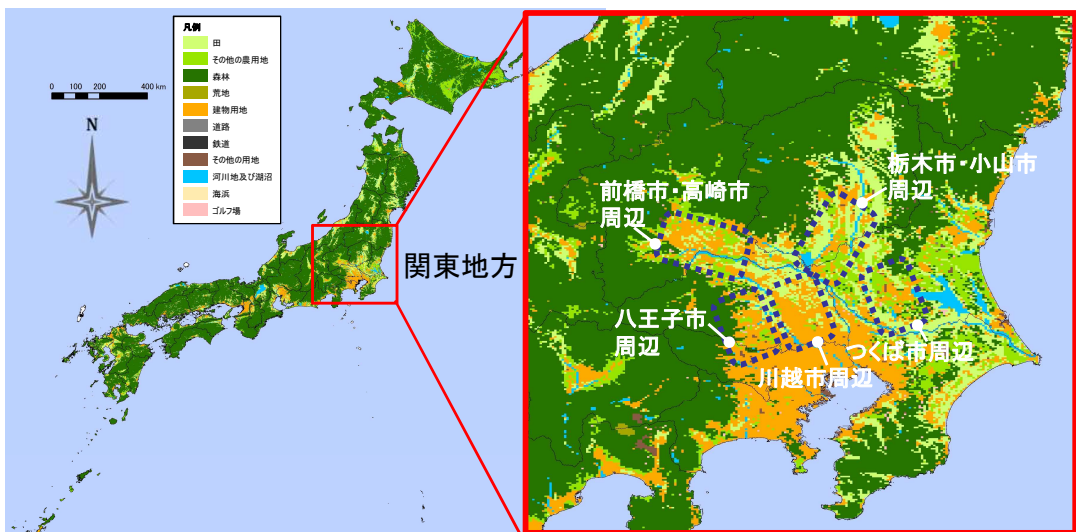 凡例
田
その他の農用地
森林
荒地
建物用地
道路
鉄道
その他の用地
河川地及び湖沼
海浜
ゴルフ場
0 50 100 200 300 400 km
N
関東地方
前橋市・高崎市
周辺
栃木市・小山市
周辺
八王子市
周辺
川越市周辺
つくば市周辺